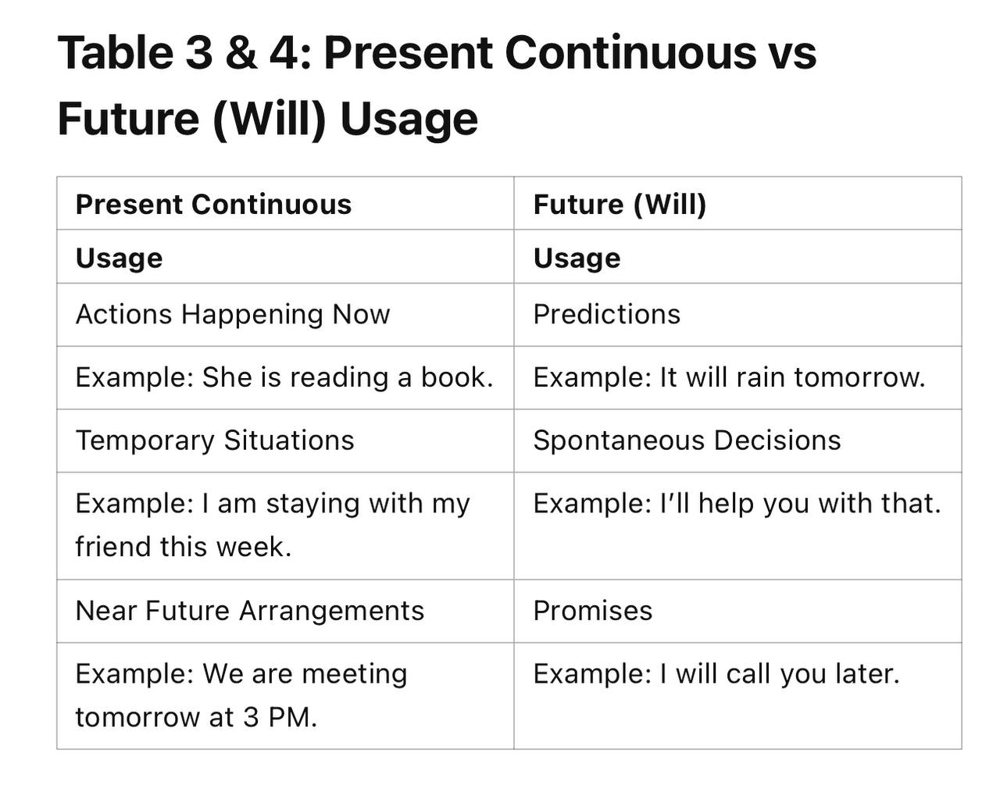 Table 3 & 4: Present Continuous vs
Future (Will) Usage
Present Continuous
Future (Will)
Usage
Usage
Actions Happening Now
Predictions
Example: She is reading a book.
Example: It will rain tomorrow.
Temporary Situations
Spontaneous Decisions
Example: I am staying with my
friend this week.
Example: I’ll help you with that.
Near Future Arrangements
Promises
Example: We are meeting
tomorrow at 3 PM.
Example: I will call you later.